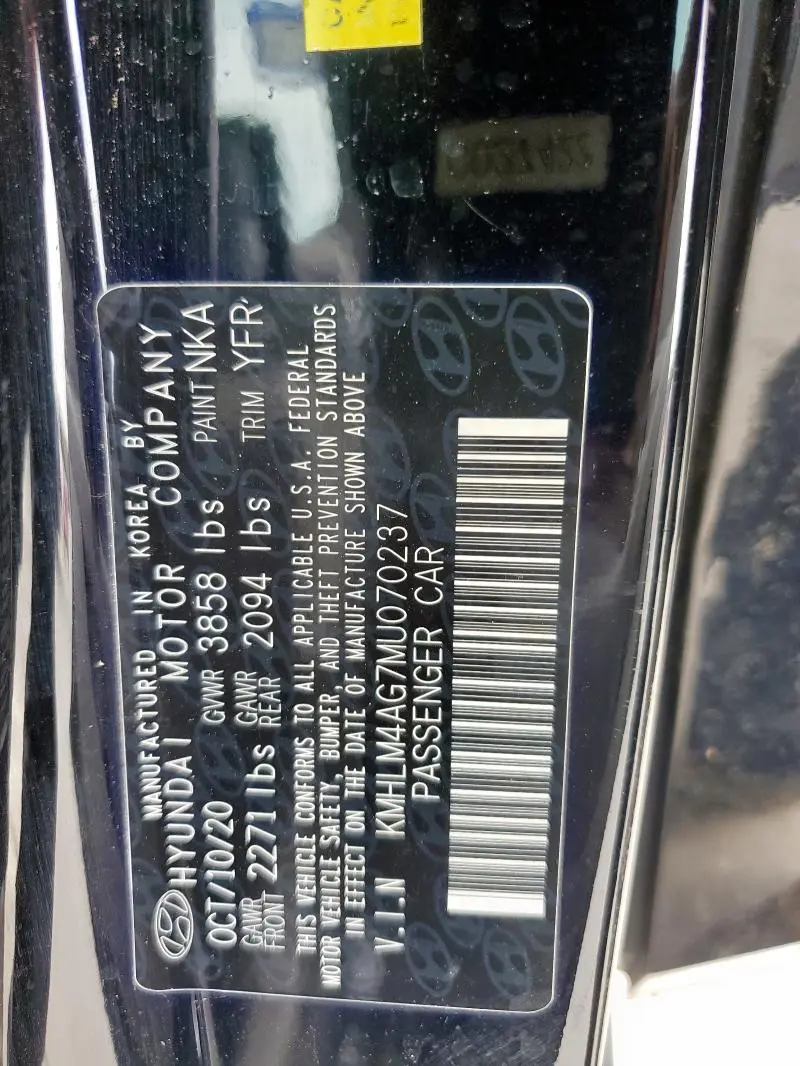 MANUFACTURED IN KOREA BY
HYUNDAI MOTOR COMPANY
OCT/10/20 GVWR 3858 lbs PAINT NKA
GAWR FRONT 2271 lbs GAWR REAR 2094 lbs TRIM YFR
THIS VEHICLE CONFORMS TO ALL APPLICABLE U.S.A. FEDERAL
MOTOR VEHICLE SAFETY, BUMPER, AND THEFT PREVENTION STANDARDS
IN EFFECT ON THE DATE OF MANUFACTURE SHOWN ABOVE
V.I.N KMHLM4AG7MU070237
PASSENGER CAR